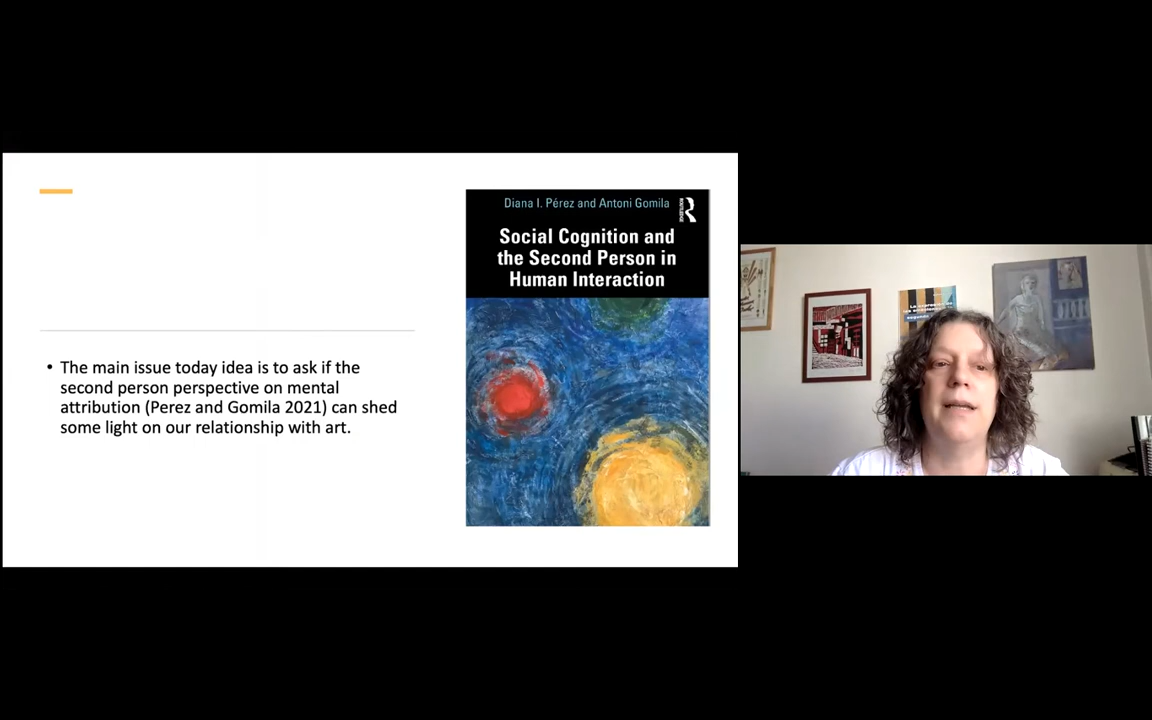 Diana I. Pérez and Antoni Gomila
ROUTLEDGE
Social Cognition and
the Second Person in
Human Interaction
• The main issue today idea is to ask if the
second person perspective on mental
attribution (Perez and Gomila 2021) can shed
some light on our relationship with art.